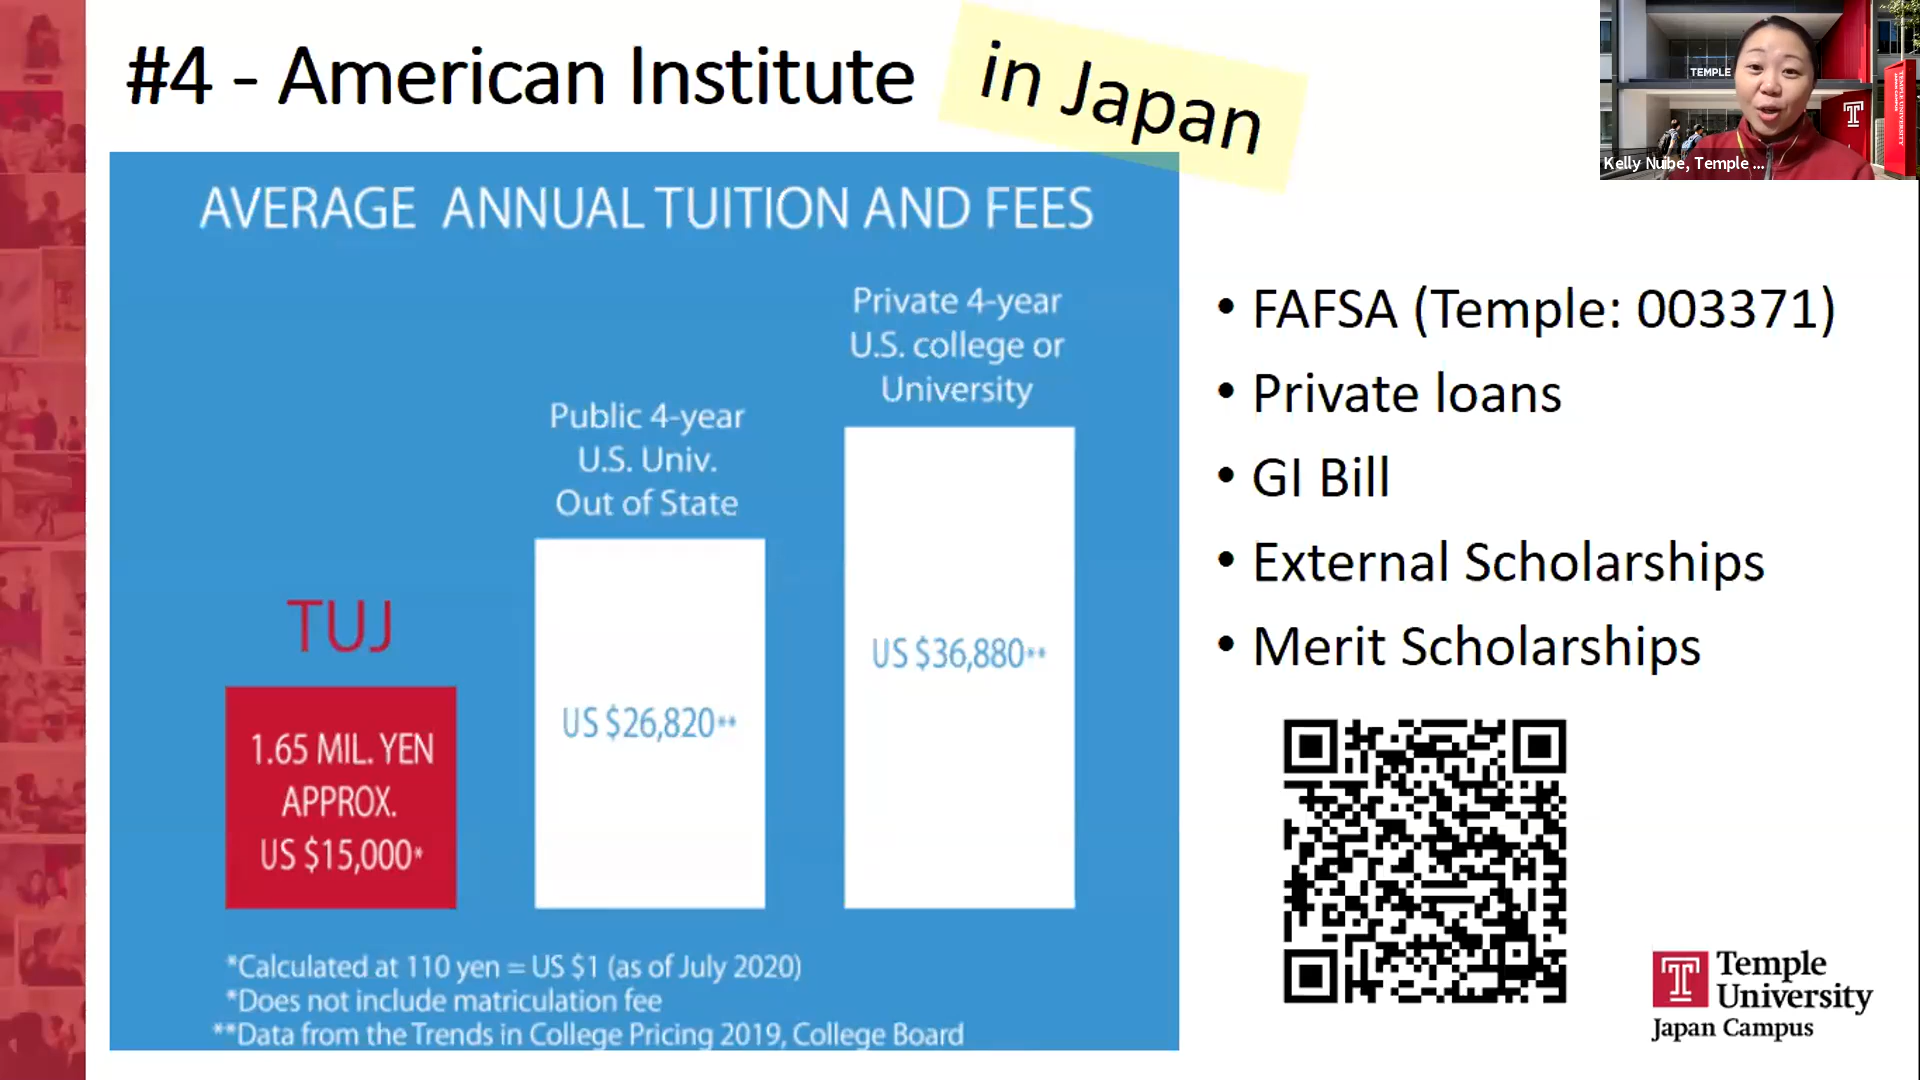 #4 - American Institute in Japan
AVERAGE ANNUAL TUITION AND FEES
TUJ
1.65 MIL. YEN
APPROX.
US $15,000*
Public 4-year
U.S. Univ.
Out of State
US $26,820**
Private 4-year
U.S. college or
University
US $36,880**
*Calculated at 110 yen = US $1 (as of July 2020)
*Does not include matriculation fee
**Data from the Trends in College Pricing 2019, College Board
• FAFSA (Temple: 003371)
• Private loans
• GI Bill
• External Scholarships
• Merit Scholarships
Temple
University
Japan Campus
TEMPLE
TEMPLE UNIVERSITY
Kelly Nuibe, Temple ...